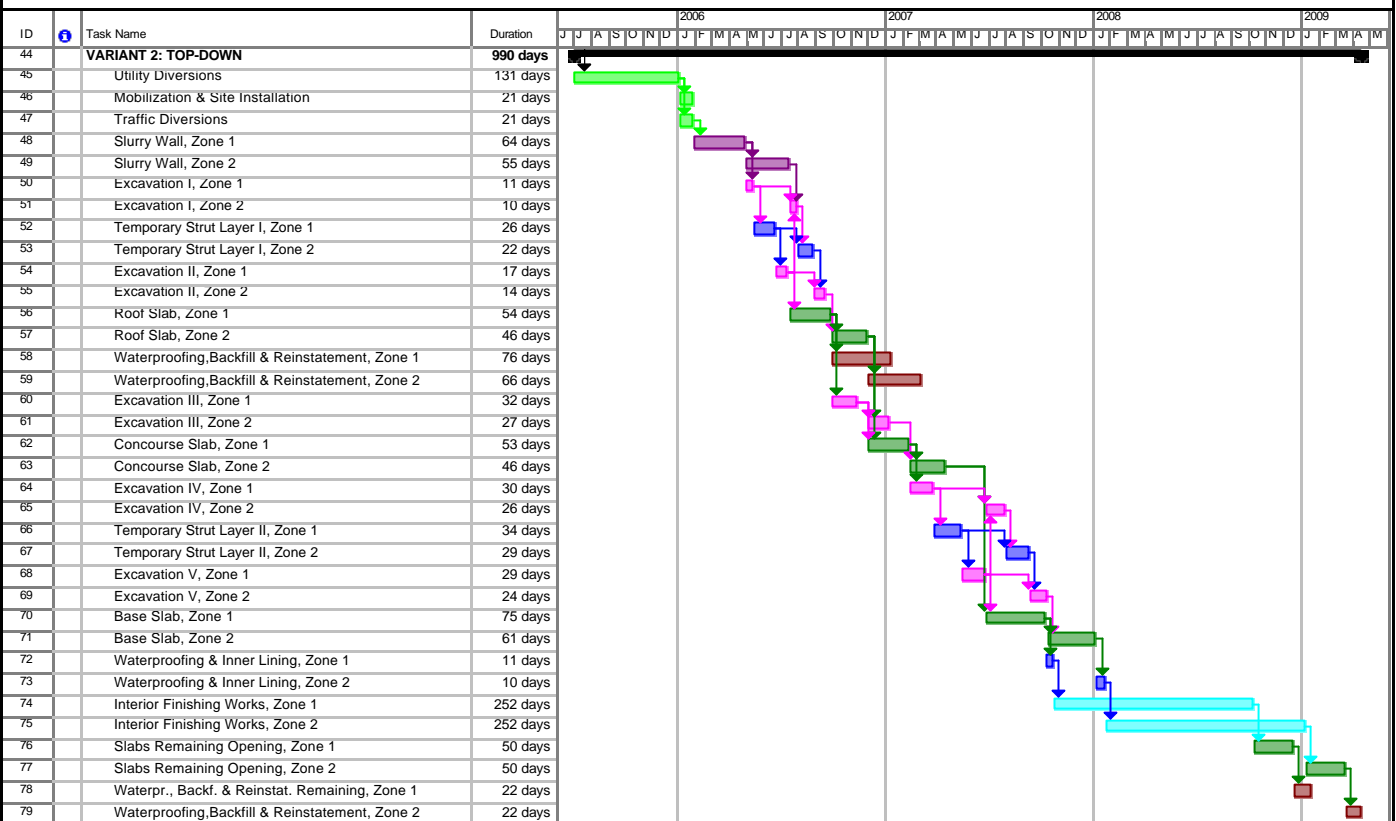 2006 2007 2008 2009
ID Task Name Duration J J A S O N D J F M A M J J A S O N D J F M A M J J A S O N D J F M A M J J A S O N D J F M A M
44 VARIANT 2: TOP-DOWN 990 days
45 Utility Diversions 131 days
46 Mobilization & Site Installation 21 days
47 Traffic Diversions 21 days
48 Slurry Wall, Zone 1 64 days
49 Slurry Wall, Zone 2 55 days
50 Excavation I, Zone 1 11 days
51 Excavation I, Zone 2 10 days
52 Temporary Strut Layer I, Zone 1 26 days
53 Temporary Strut Layer I, Zone 2 22 days
54 Excavation II, Zone 1 17 days
55 Excavation II, Zone 2 14 days
56 Roof Slab, Zone 1 54 days
57 Roof Slab, Zone 2 46 days
58 Waterproofing,Backfill & Reinstatement, Zone 1 76 days
59 Waterproofing,Backfill & Reinstatement, Zone 2 66 days
60 Excavation III, Zone 1 32 days
61 Excavation III, Zone 2 27 days
62 Concourse Slab, Zone 1 53 days
63 Concourse Slab, Zone 2 46 days
64 Excavation IV, Zone 1 30 days
65 Excavation IV, Zone 2 26 days
66 Temporary Strut Layer II, Zone 1 34 days
67 Temporary Strut Layer II, Zone 2 29 days
68 Excavation V, Zone 1 29 days
69 Excavation V, Zone 2 24 days
70 Base Slab, Zone 1 75 days
71 Base Slab, Zone 2 61 days
72 Waterproofing & Inner Lining, Zone 1 11 days
73 Waterproofing & Inner Lining, Zone 2 10 days
74 Interior Finishing Works, Zone 1 252 days
75 Interior Finishing Works, Zone 2 252 days
76 Slabs Remaining Opening, Zone 1 50 days
77 Slabs Remaining Opening, Zone 2 50 days
78 Waterpr., Backf. & Reinstat. Remaining, Zone 1 22 days
79 Waterproofing,Backfill & Reinstatement, Zone 2 22 days